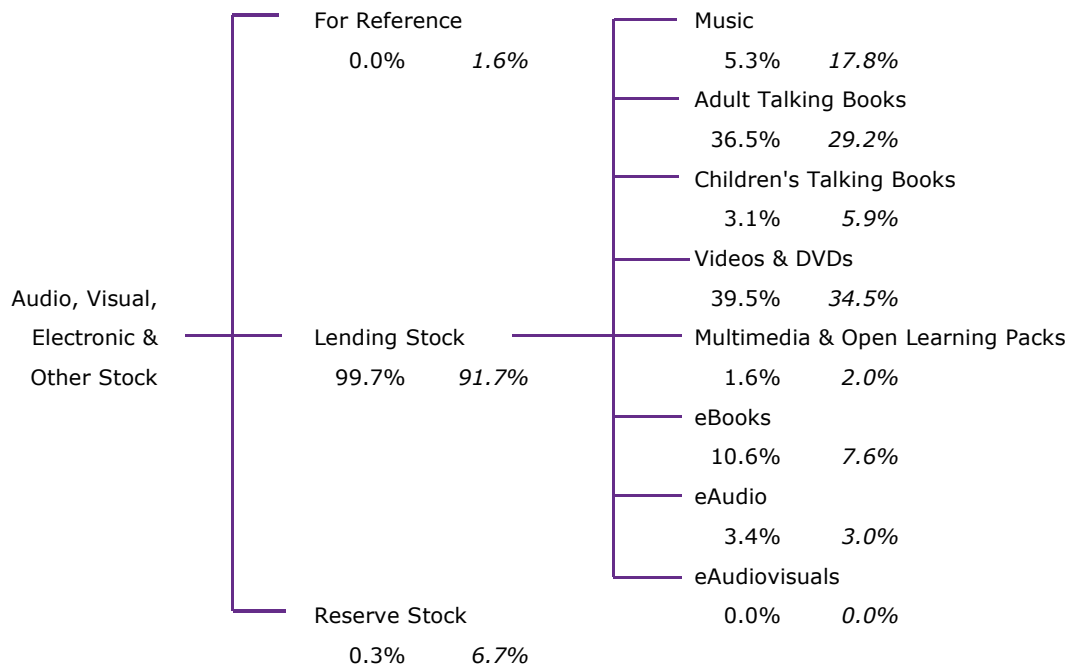 For Reference
0.0% 1.6%
Audio, Visual,
Electronic &
Other Stock
Lending Stock
99.7% 91.7%
Reserve Stock
0.3% 6.7%
Music
5.3% 17.8%
Adult Talking Books
36.5% 29.2%
Children's Talking Books
3.1% 5.9%
Videos & DVDs
39.5% 34.5%
Multimedia & Open Learning Packs
1.6% 2.0%
eBooks
10.6% 7.6%
eAudio
3.4% 3.0%
eAudiovisuals
0.0% 0.0%